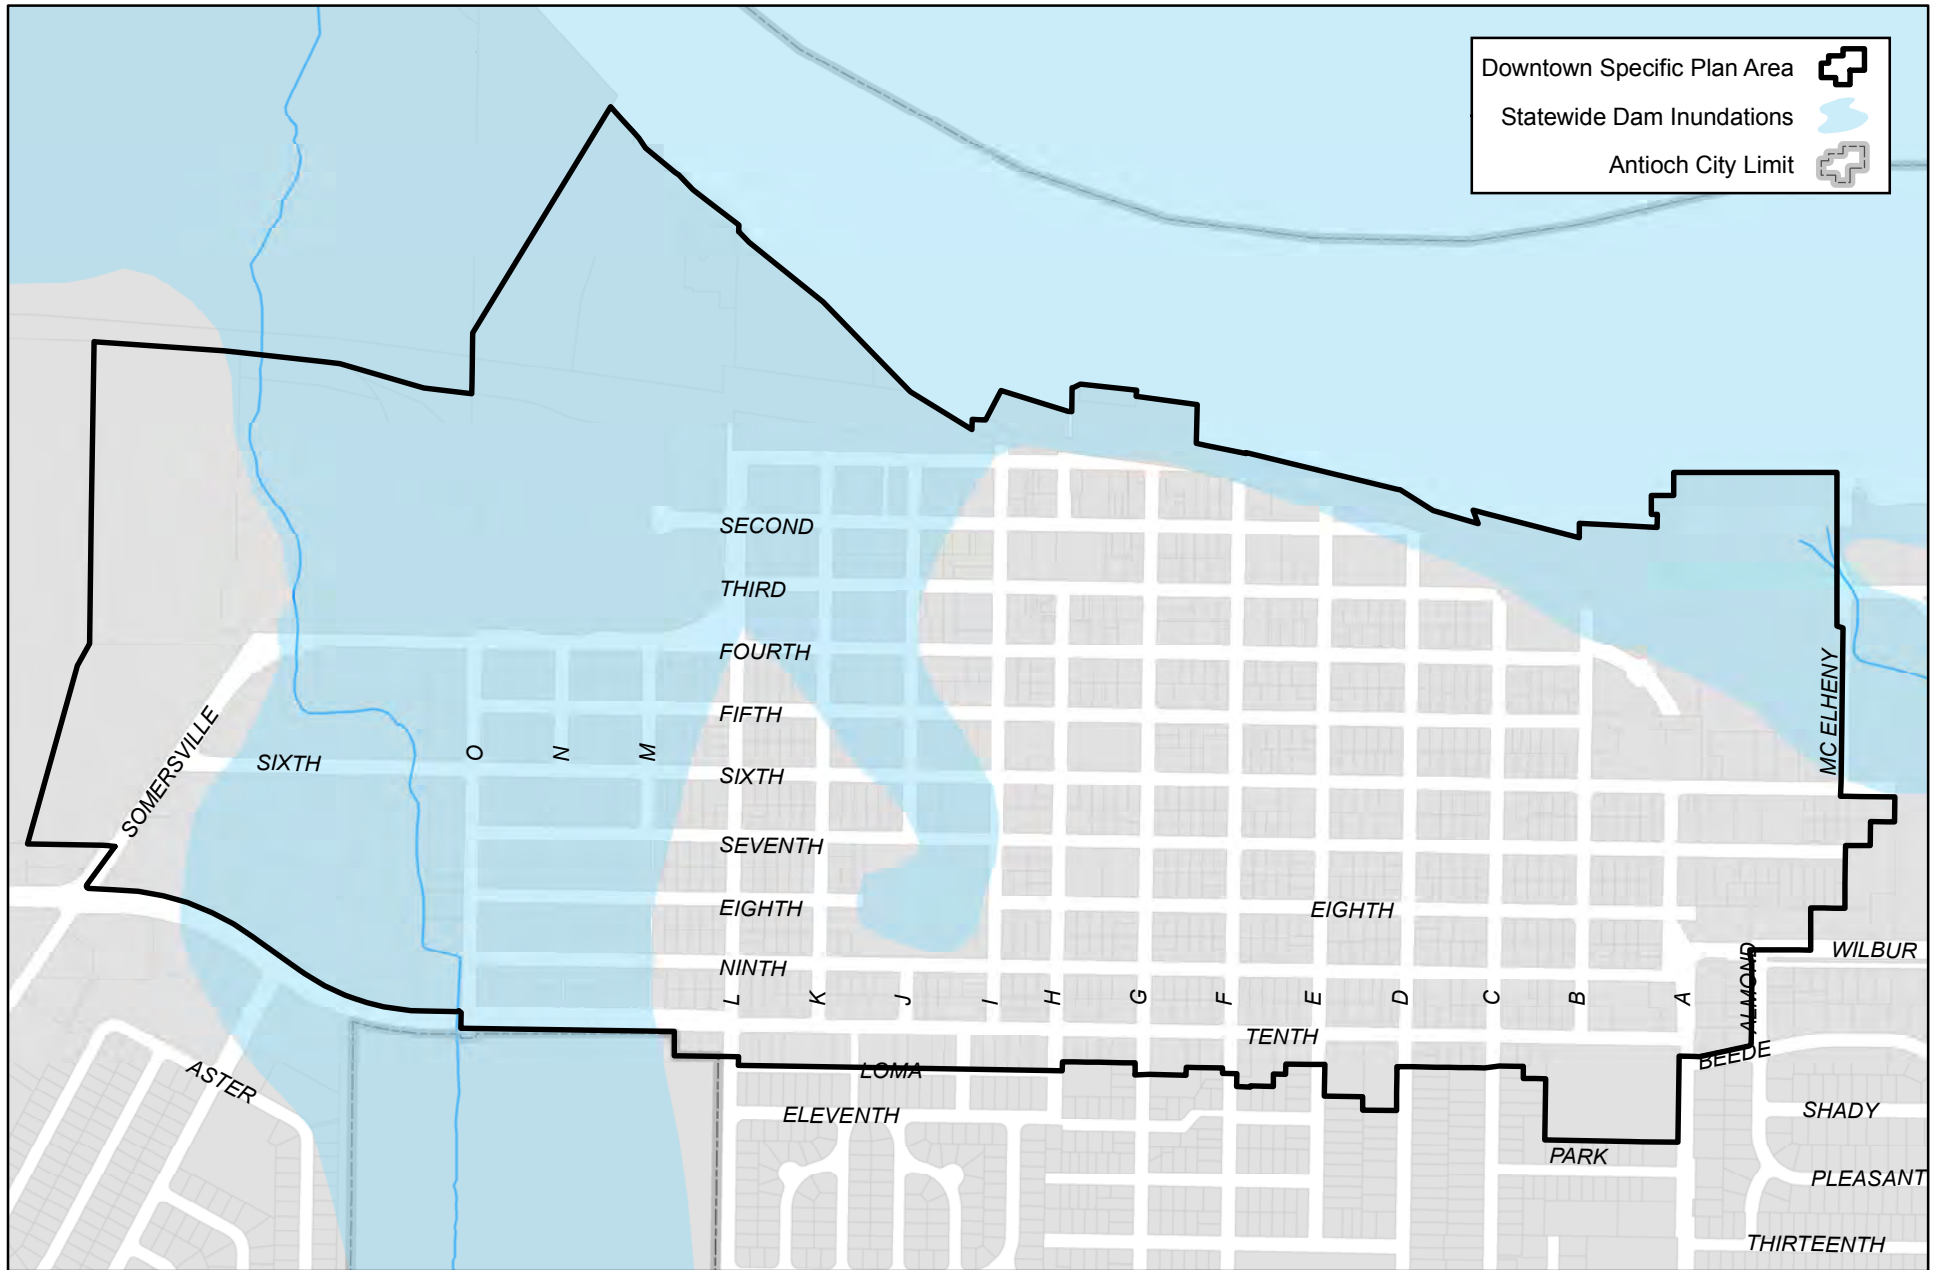 Downtown Specific Plan Area
Statewide Dam Inundations
Antioch City Limit
SECOND
THIRD
FOURTH
FIFTH
SIXTH
SIXTH
SEVENTH
EIGHTH
EIGHTH
NINTH
TENTH
LOMA
ELEVENTH
SOMERSVILLE
ASTER
O
N
M
L
K
J
I
H
G
F
E
D
C
B
A
MC ELHENY
ALMOND
WILBUR
BEEDE
SHADY
PARK
PLEASANT
THIRTEENTH